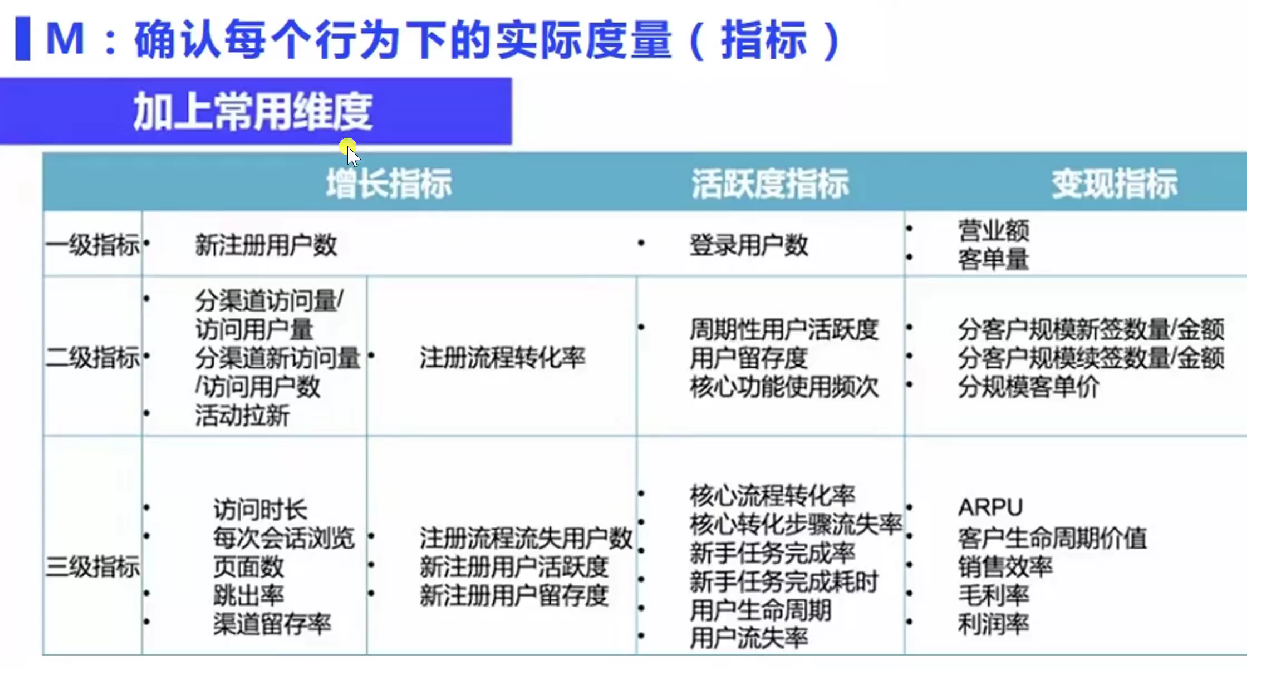 M：确认每个行为下的实际度量（指标）
加上常用维度
增长指标 活跃度指标 变现指标
一级指标
• 新注册用户数
• 登录用户数
• 营业额
• 客单量
二级指标
• 分渠道访问量/
访问用户量
• 分渠道新访问量
/访问用户数
• 活动拉新
• 注册流程转化率
• 周期性用户活跃度
用户留存度
核心功能使用频次
• 分客户规模新签数量/金额
• 分客户规模续签数量/金额
• 分规模客单价
三级指标
• 访问时长
• 每次会话浏览
页面数
• 跳出率
• 渠道留存率
• 注册流程流失用户数
• 新注册用户活跃度
• 新注册用户留存度
• 核心流程转化率
• 核心转化步骤流失率
• 新手任务完成率
• 新手任务完成耗时
• 用户生命周期
• 用户流失率
• ARPU
• 客户生命周期价值
• 销售效率
• 毛利率
• 利润率